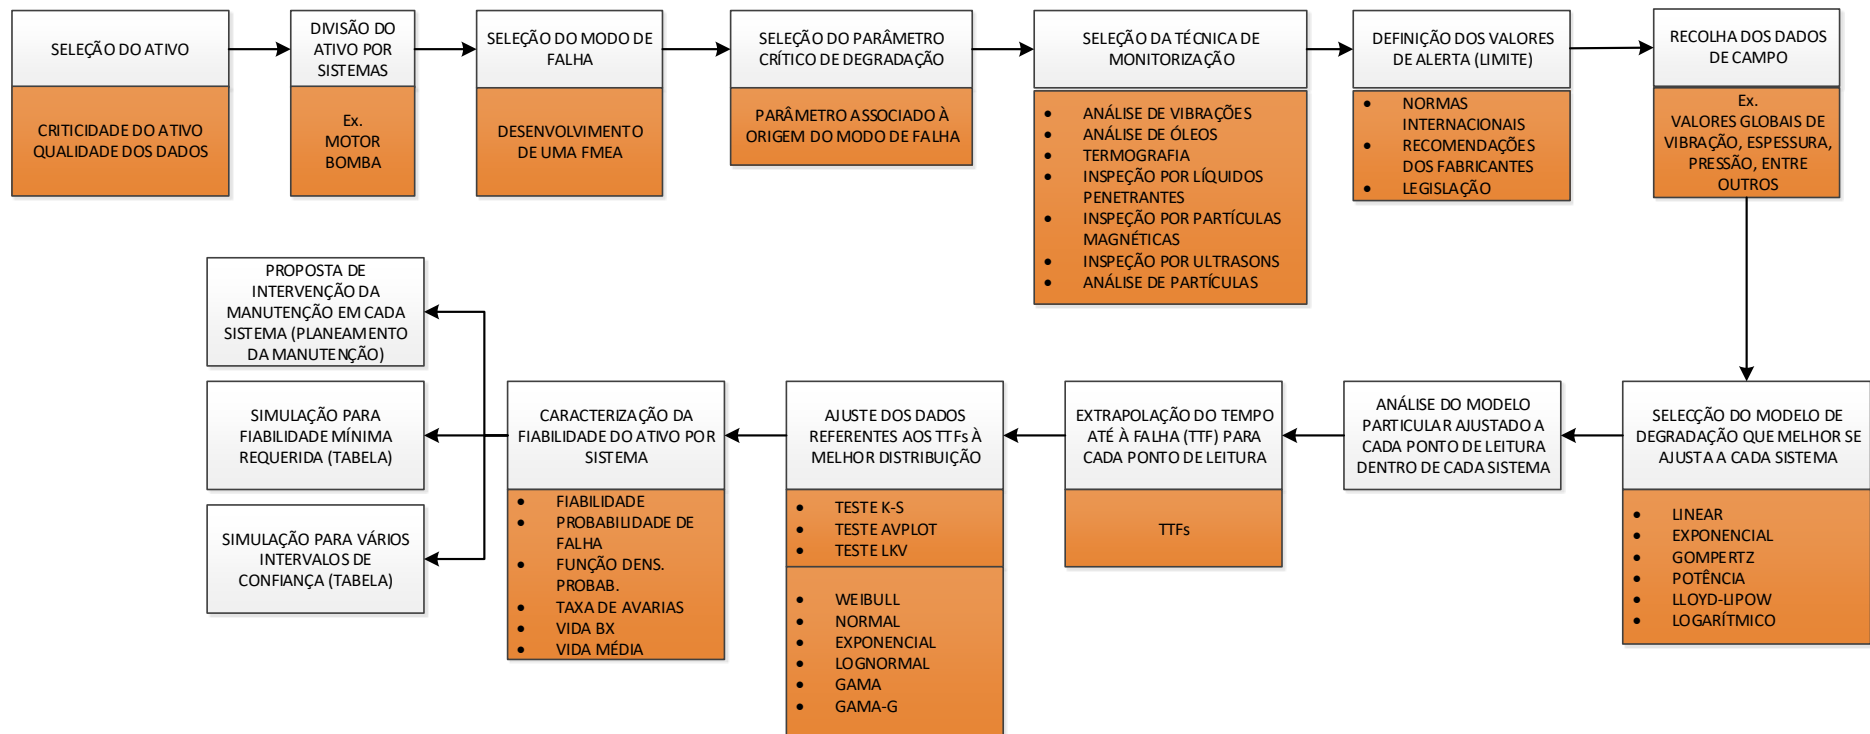 SELEÇÃO DO ATIVO
CRITICIDADE DO ATIVO
QUALIDADE DOS DADOS
DIVISÃO DO
ATIVO POR
SISTEMAS
Ex.
MOTOR
BOMBA
SELEÇÃO DO MODO DE
FALHA
DESENVOLVIMENTO
DE UMA FMEA
SELEÇÃO DO PARÂMETRO
CRÍTICO DE DEGRADAÇÃO
PARÂMETRO ASSOCIADO À
ORIGEM DO MODO DE FALHA
SELEÇÃO DA TÉCNICA DE
MONITORIZAÇÃO
• ANÁLISE DE VIBRAÇÕES
• ANÁLISE DE ÓLEOS
• TERMOGRAFIA
• INSPEÇÃO POR LÍQUIDOS
PENETRANTES
• INSPEÇÃO POR PARTÍCULAS
MAGNÉTICAS
• INSPEÇÃO POR ULTRASONS
• ANÁLISE DE PARTÍCULAS
DEFINIÇÃO DOS VALORES
DE ALERTA (LIMITE)
• NORMAS
INTERNACIONAIS
• RECOMENDAÇÕES
DOS FABRICANTES
• LEGISLAÇÃO
RECOLHA DOS DADOS
DE CAMPO
Ex.
VALORES GLOBAIS DE
VIBRAÇÃO, ESPESSURA,
PRESSÃO, ENTRE
OUTROS
SELECÇÃO DO MODELO DE
DEGRADAÇÃO QUE MELHOR SE
AJUSTA A CADA SISTEMA
• LINEAR
• EXPONENCIAL
• GOMPERTZ
• POTÊNCIA
• LLOYD-LIPOW
• LOGARÍTMICO
ANÁLISE DO MODELO
PARTICULAR AJUSTADO A
CADA PONTO DE LEITURA
DENTRO DE CADA SISTEMA
EXTRAPOLAÇÃO DO TEMPO
ATÉ À FALHA (TTF) PARA
CADA PONTO DE LEITURA
TTFs
AJUSTE DOS DADOS
REFERENTES AOS TTFs À
MELHOR DISTRIBUIÇÃO
• TESTE K-S
• TESTE AVPLOT
• TESTE LKV
• WEIBULL
• NORMAL
• EXPONENCIAL
• LOGNORMAL
• GAMA
• GAMA-G
CARACTERIZAÇÃO DA
FIABILIDADE DO ATIVO POR
SISTEMA
• FIABILIDADE
• PROBABILIDADE DE
FALHA
• FUNÇÃO DENS.
PROBAB.
• TAXA DE AVARIAS
• VIDA BX
• VIDA MÉDIA
PROPOSTA DE
INTERVENÇÃO DA
MANUTENÇÃO EM CADA
SISTEMA (PLANEAMENTO
DA MANUTENÇÃO)
SIMULAÇÃO PARA
FIABILIDADE MÍNIMA
REQUERIDA (TABELA)
SIMULAÇÃO PARA VÁRIOS
INTERVALOS DE
CONFIANÇA (TABELA)